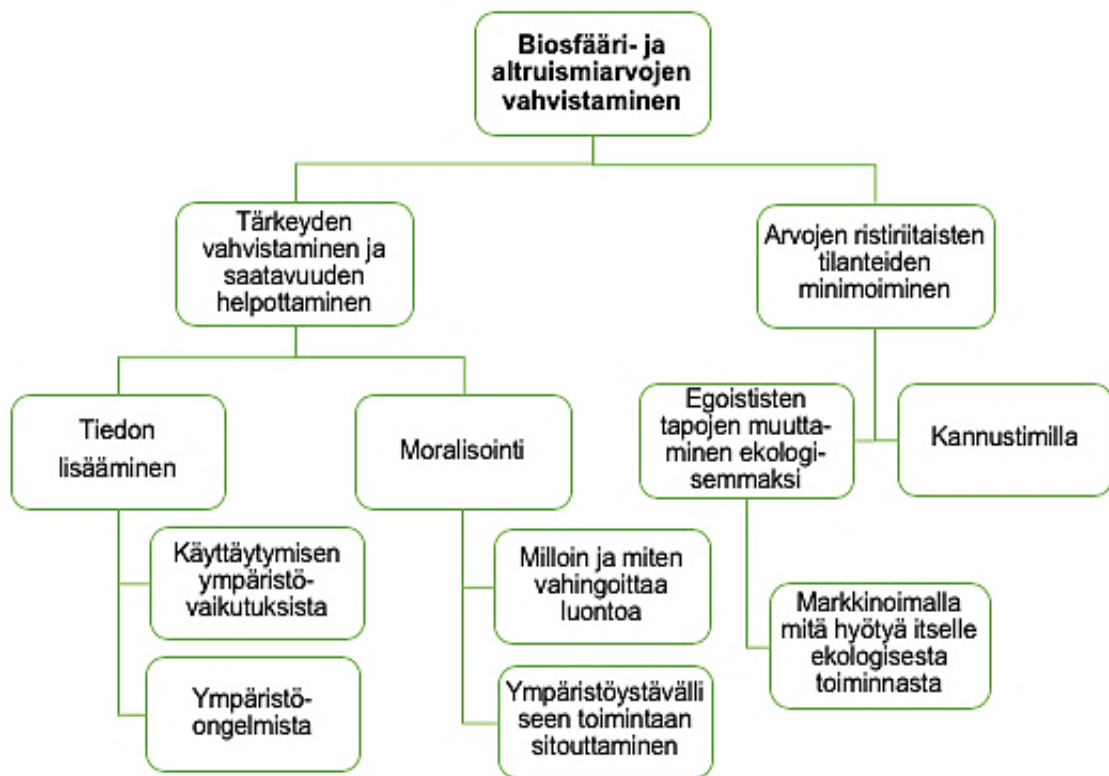 Biosfääri- ja
altruismiarvojen
vahvistaminen
Tärkeyden
vahvistaminen ja
saatavuuden
helpottaminen
Arvojen ristiriitaisten
tilanteiden
minimoiminen
Tiedon
lisääminen
Moralisointi
Egoististen
tapojen muutta-
minen ekologi-
semmaksi
Kannustimilla
Käyttäytymisen
ympäristö-
vaikutuksista
Milloin ja miten
vahingoittaa
luontoa
Markkinoimalla
mitä hyötyä itselle
ekologisesta
toiminnasta
Ympäristö-
ongelmista
Ympäristöystävälli
seen toimintaan
sitouttaminen